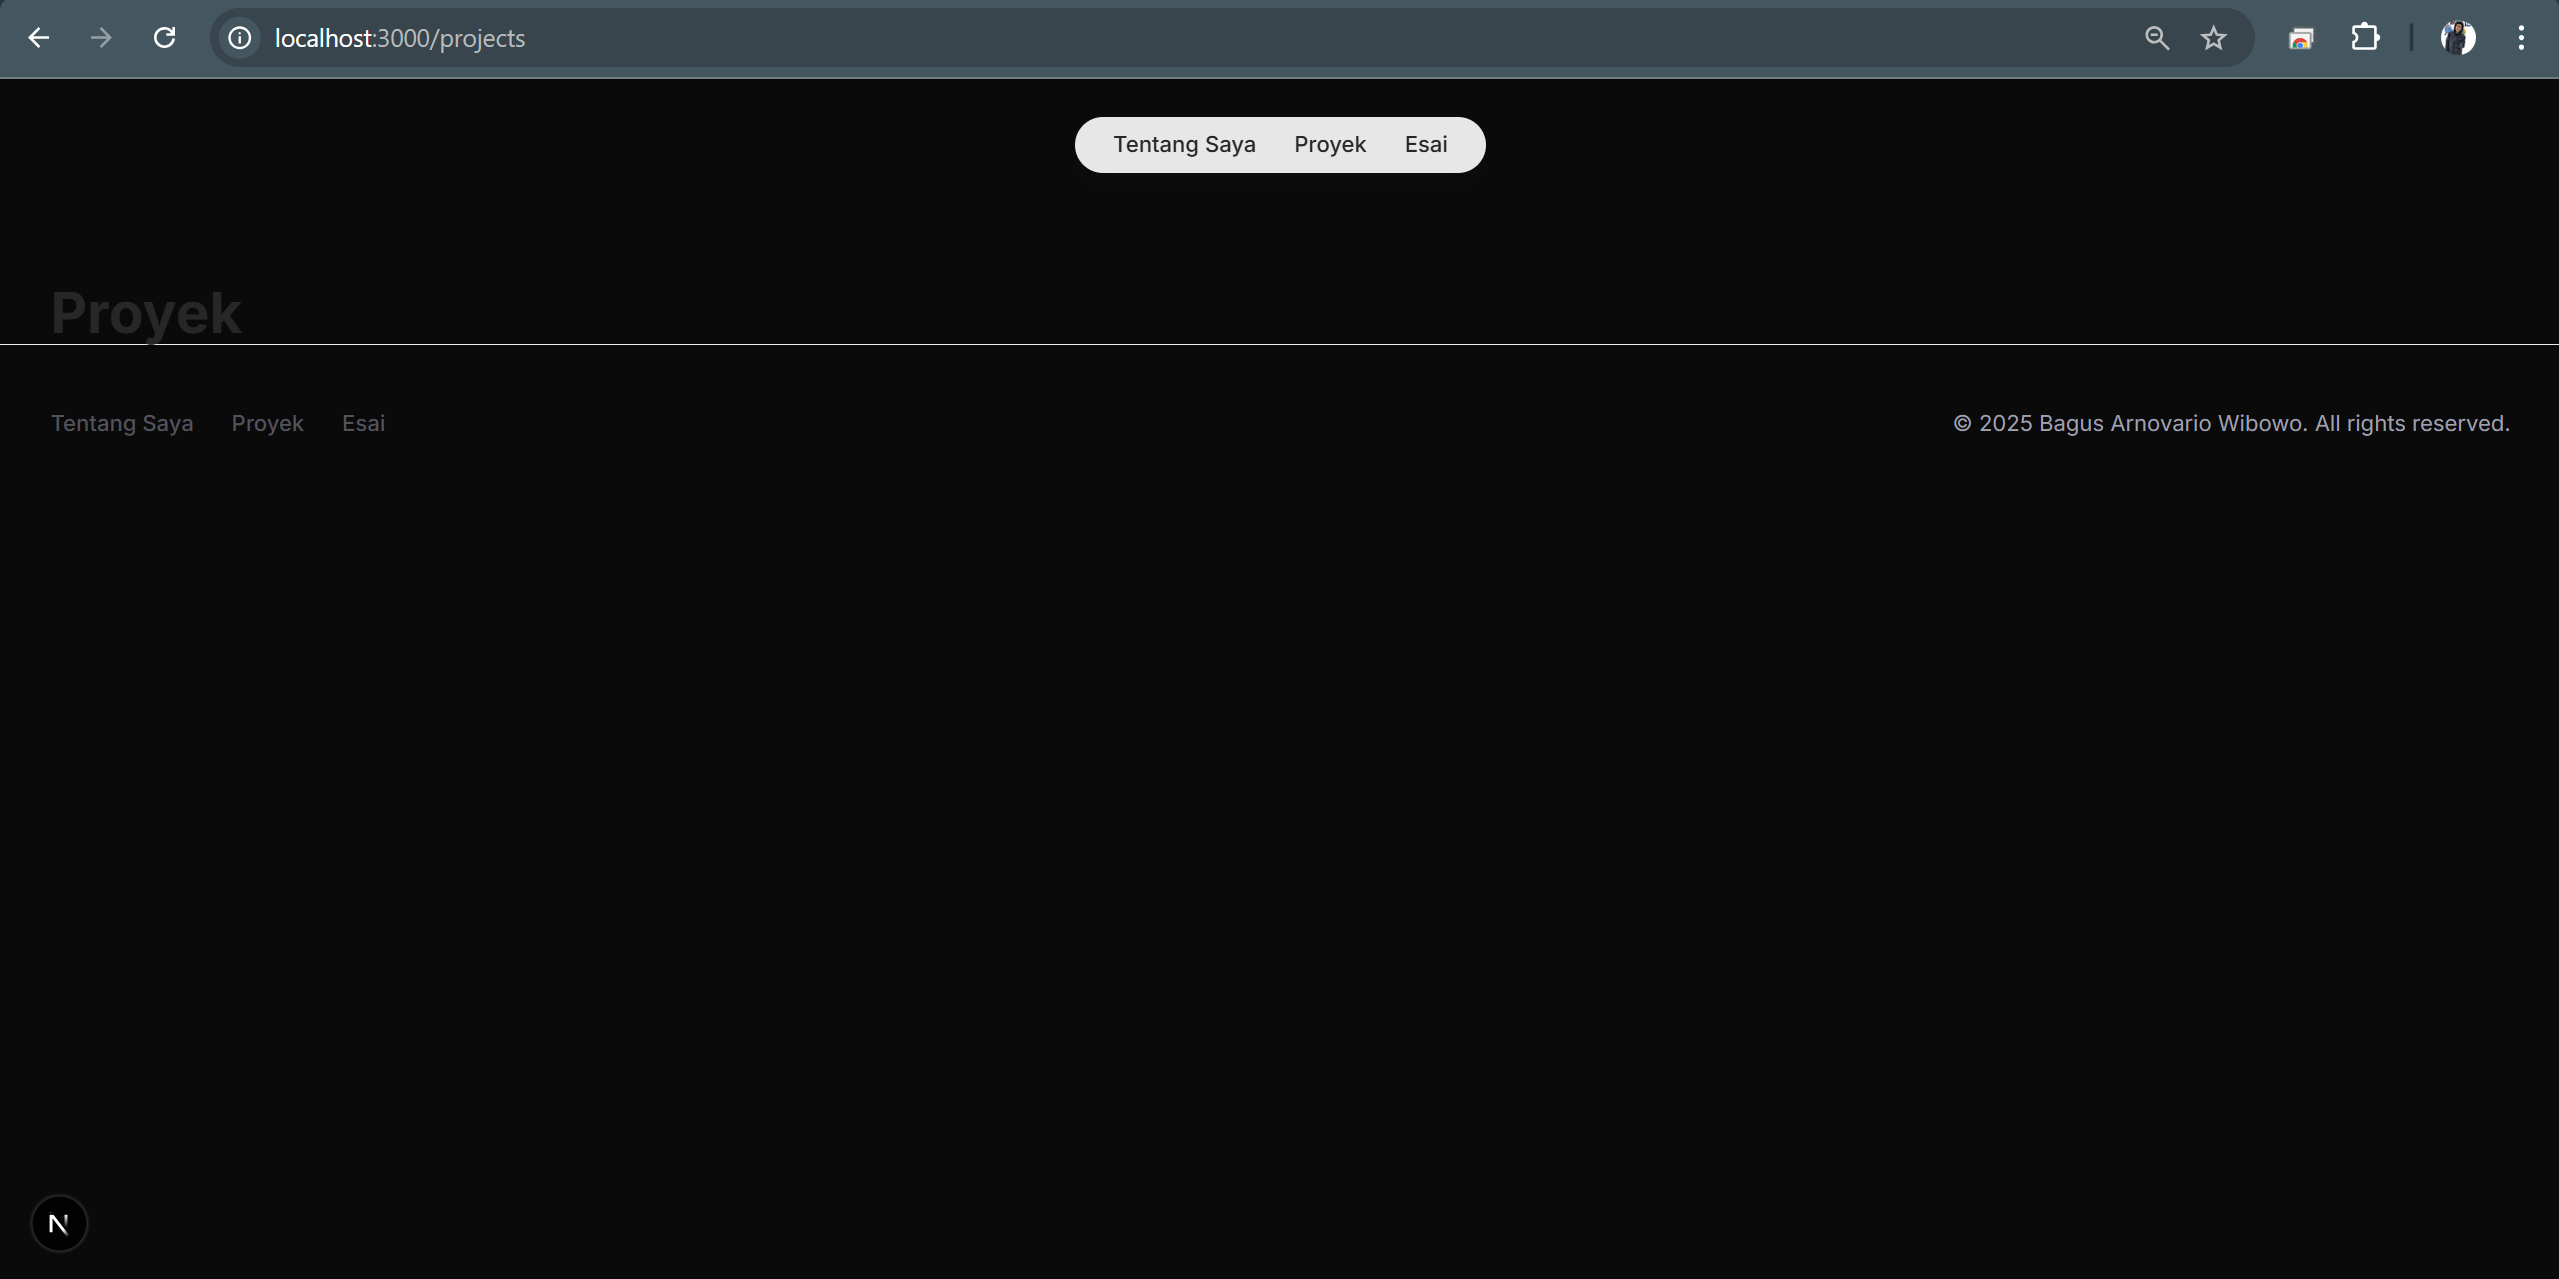 localhost:3000/projects
Tentang Saya Proyek Esai
Proyek
Tentang Saya Proyek Esai
© 2025 Bagus Arnovario Wibowo. All rights reserved.
N